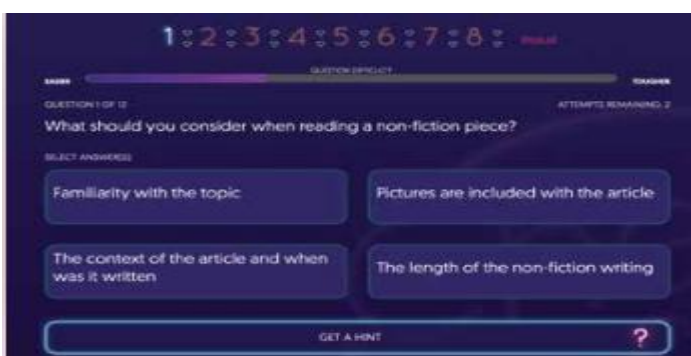 1 2 3 4 5 6 7 8
QUESTION DIFFICULTY
EASIER
TOUGHER
QUESTION 1 OF 12
ATTEMPTS REMAINING: 2
What should you consider when reading a non-fiction piece?
SELECT ANSWER(S)
Familiarity with the topic
Pictures are included with the article
The context of the article and when
was it written
The length of the non-fiction writing
GET A HINT
?